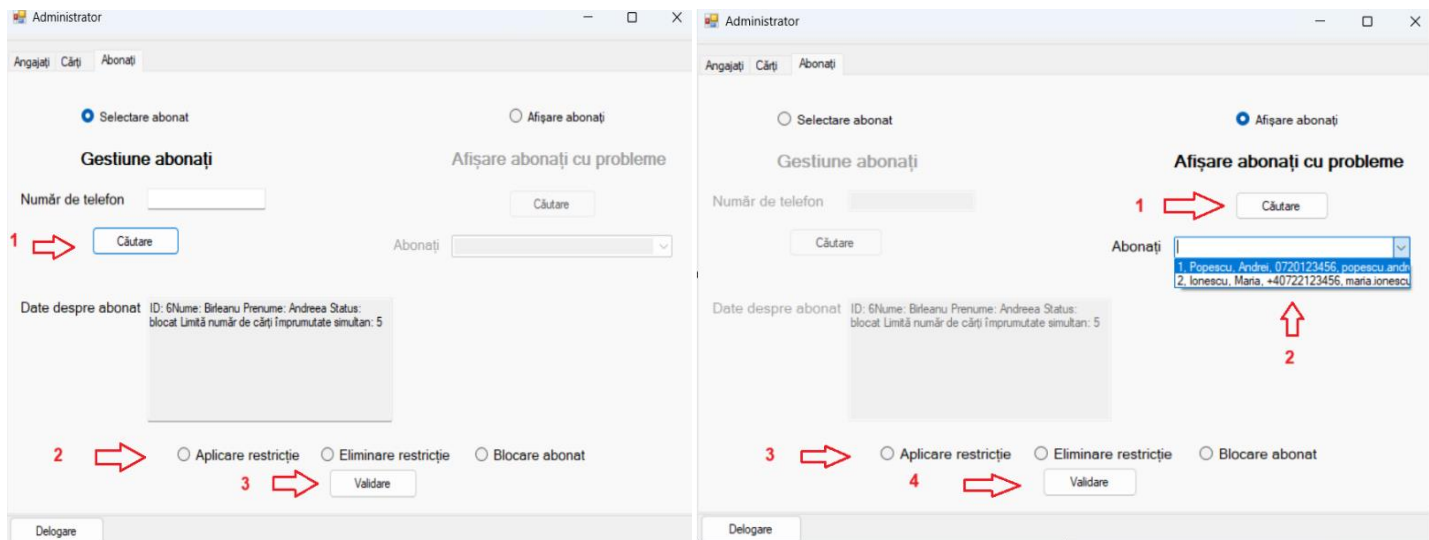 Administrator
Angajați Cărți Abonați
Selectare abonat
Afișare abonați
Gestiune abonați
Afișare abonați cu probleme
Număr de telefon
Căutare
1
Căutare
Abonați
Date despre abonat
ID: 6Nume: Birleanu Prenume: Andreea Status:
blocat Limită număr de cărți împrumutate simultan: 5
2
Aplicare restricție
Eliminare restricție
Blocare abonat
3
Validare
Delogare
Administrator
Angajați Cărți Abonați
Selectare abonat
Afișare abonați
Gestiune abonați
Afișare abonați cu probleme
Număr de telefon
1
Căutare
Căutare
Abonați
1, Popescu, Andrei, 0720123456, popescu.andr
2, Ionescu, Maria, +40722123456, maria.ionescu
2
Date despre abonat
ID: 6Nume: Birleanu Prenume: Andreea Status:
blocat Limită număr de cărți împrumutate simultan: 5
3
Aplicare restricție
Eliminare restricție
Blocare abonat
4
Validare
Delogare